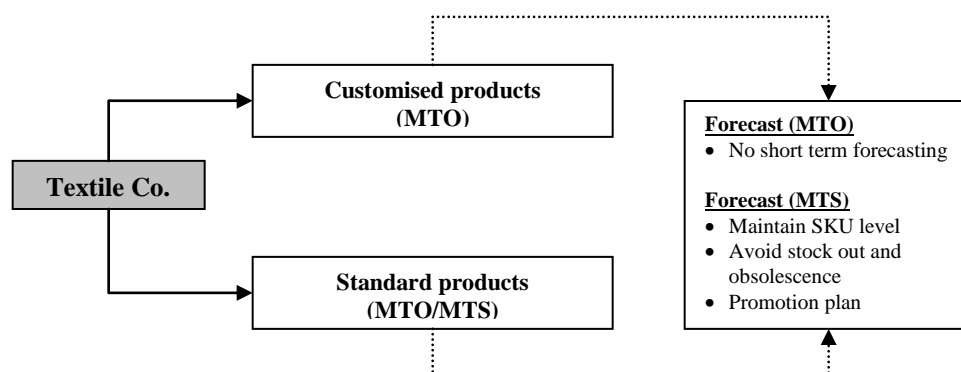 Customised products
(MTO)
Textile Co.
Standard products
(MTO/MTS)
Forecast (MTO)
• No short term forecasting
Forecast (MTS)
• Maintain SKU level
• Avoid stock out and
obsolescence
• Promotion plan